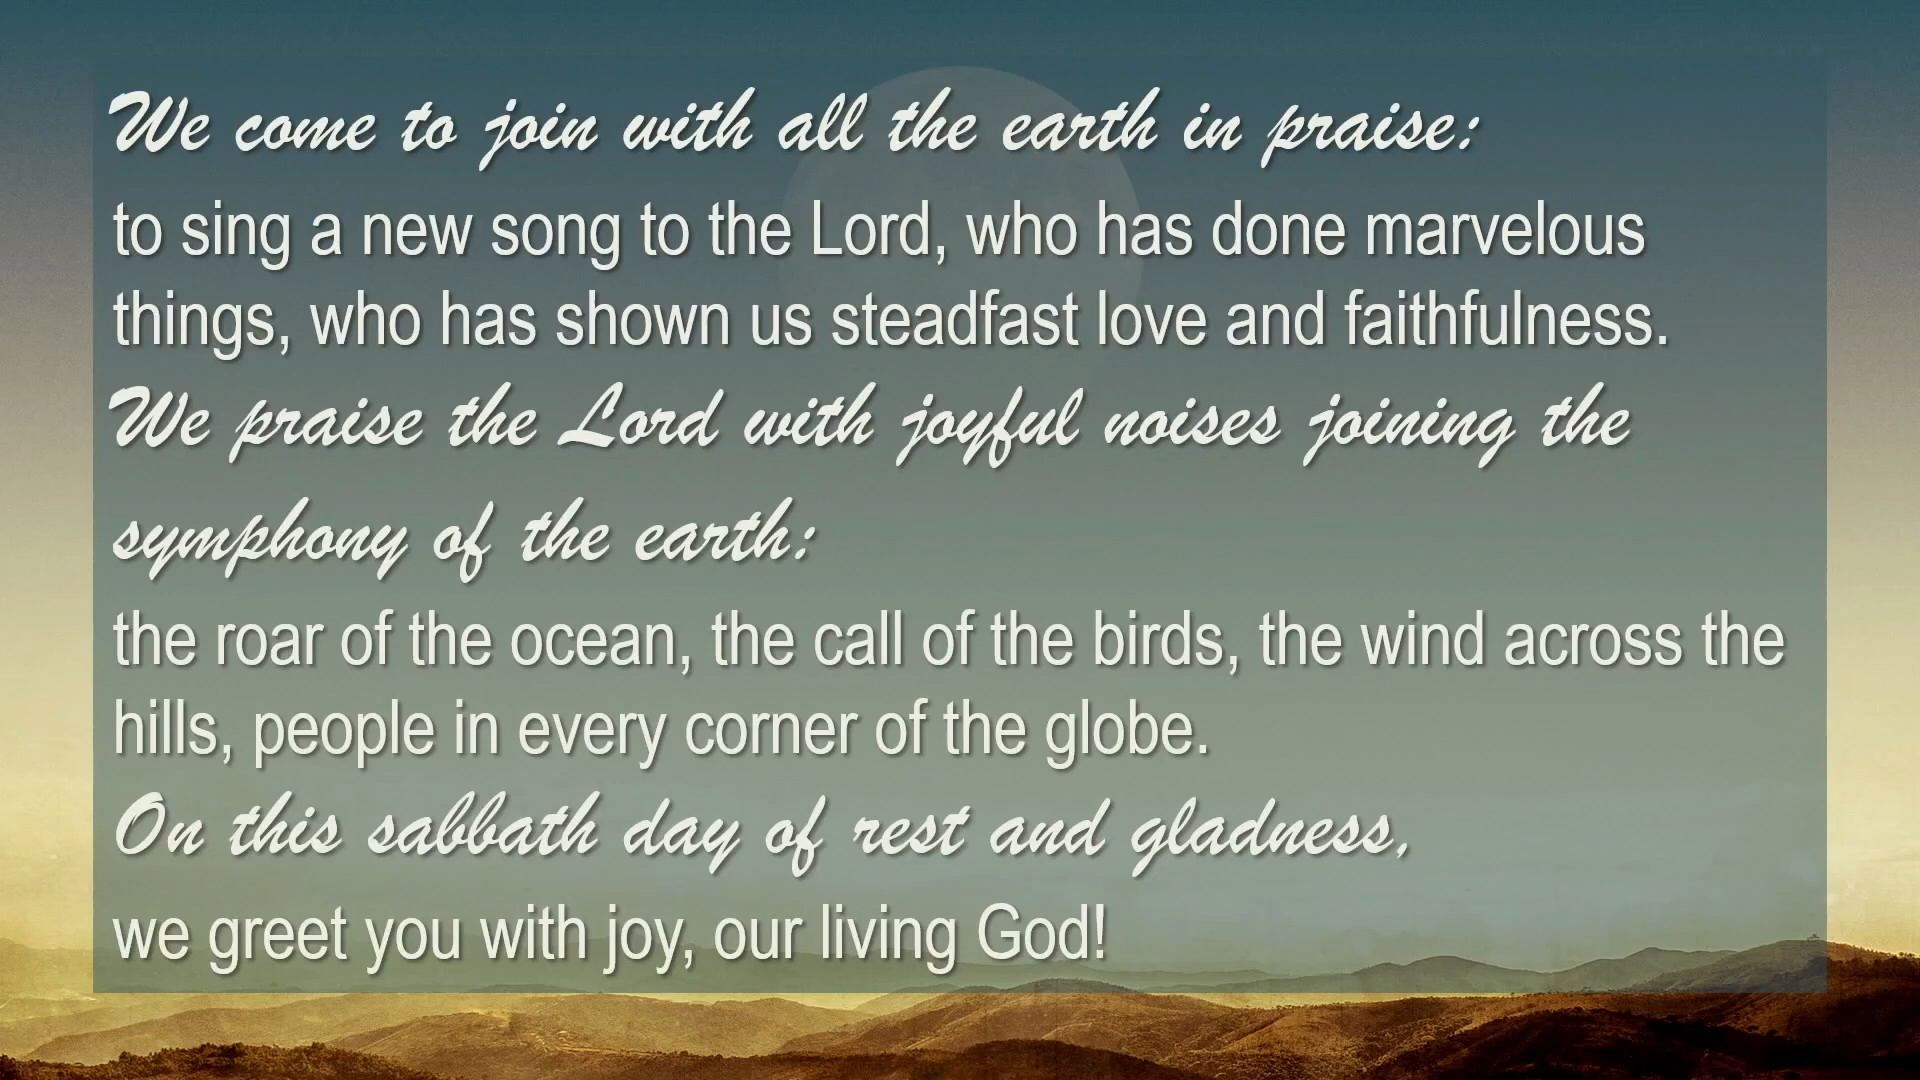 We come to join with all the earth in praise:
to sing a new song to the Lord, who has done marvelous
things, who has shown us steadfast love and faithfulness.
We praise the Lord with joyful noises joining the
symphony of the earth:
the roar of the ocean, the call of the birds, the wind across the
hills, people in every corner of the globe.
On this sabbath day of rest and gladness,
we greet you with joy, our living God!